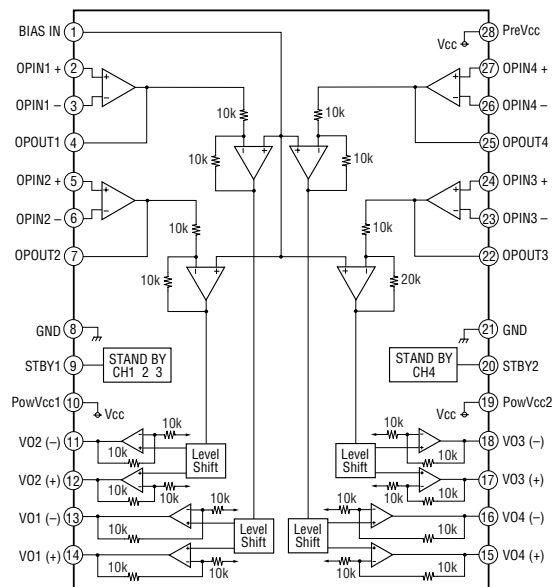 BIAS IN 1
28 PreVcc
Vcc
OPIN1 + 2
27 OPIN4 +
OPIN1 − 3
26 OPIN4 −
10k
10k
OPOUT1 4
25 OPOUT4
10k
10k
OPIN2 + 5
24 OPIN3 +
OPIN2 − 6
23 OPIN3 −
10k
10k
OPOUT2 7
22 OPOUT3
10k
20k
GND 8
21 GND
STBY1 9
STAND BY
CH1 2 3
STAND BY
CH4
20 STBY2
PowVcc1 10
Vcc
19 PowVcc2
Vcc
VO2 (−) 11
10k
10k
Level
Shift
Level
Shift
10k
10k
18 VO3 (−)
VO2 (+) 12
10k
10k
10k
10k
17 VO3 (+)
VO1 (−) 13
10k
10k
Level
Shift
Level
Shift
10k
10k
16 VO4 (−)
VO1 (+) 14
10k
10k
10k
10k
15 VO4 (+)